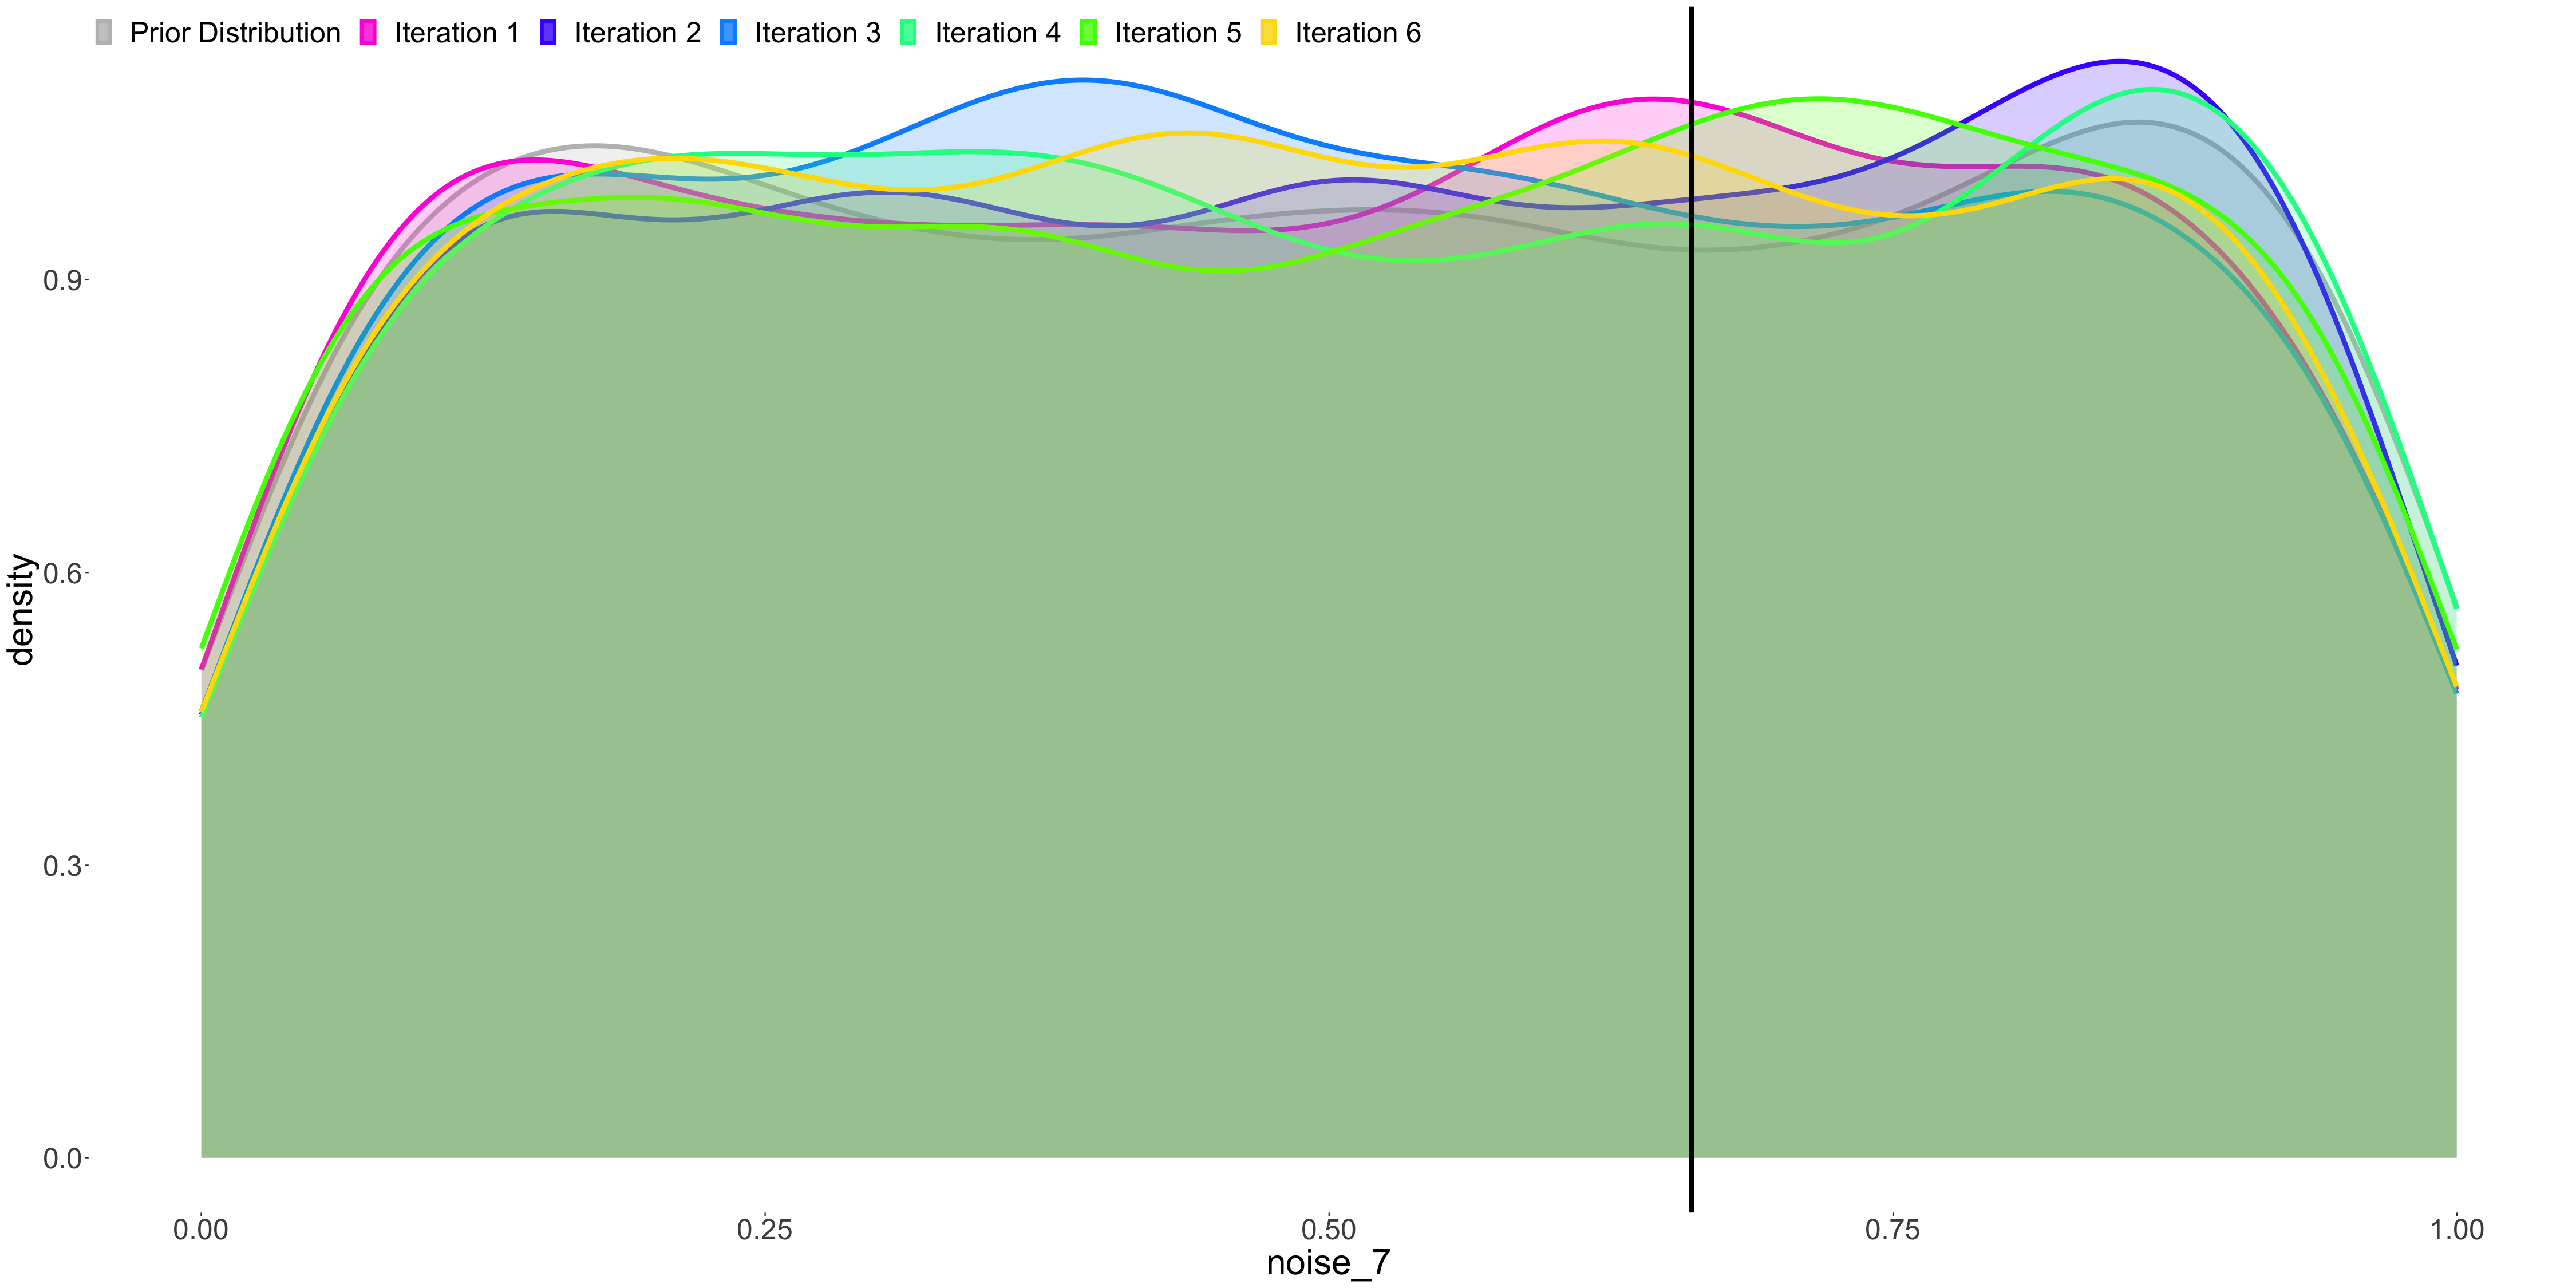 Prior Distribution Iteration 1 Iteration 2 Iteration 3 Iteration 4 Iteration 5 Iteration 6
density
0.9
0.6
0.3
0.0
0.00 0.25 0.50 0.75 1.00
noise_7